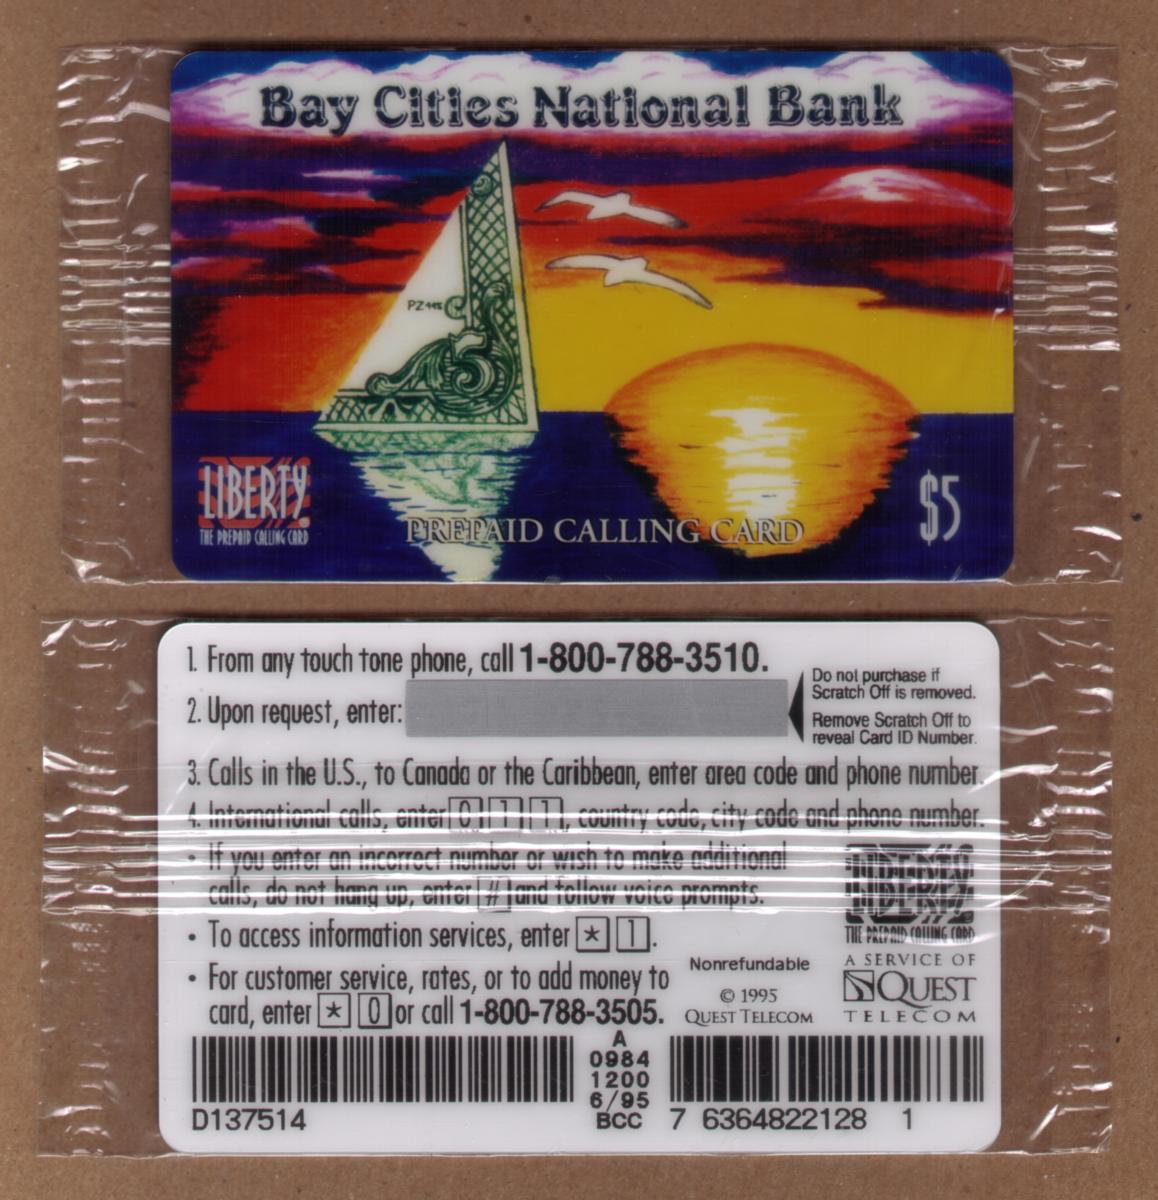 Bay Cities National Bank
PZ445
LIBERTY
THE PREPAID CALLING CARD
PREPAID CALLING CARD
$5
1. From any touch tone phone, call 1-800-788-3510.
2. Upon request, enter:
Do not purchase if
Scratch Off is removed.
Remove Scratch Off to
reveal Card ID Number.
3. Calls in the U.S., to Canada or the Caribbean, enter area code and phone number.
4. International calls, enter 0 1 1, country code, city code and phone number.
• If you enter an incorrect number or wish to make additional
calls, do not hang up, enter # and follow voice prompts.
• To access information services, enter * 1.
• For customer service, rates, or to add money to
card, enter * 0 or call 1-800-788-3505.
LIBERTY
THE PREPAID CALLING CARD
A SERVICE OF
QUEST
TELECOM
Nonrefundable
© 1995
QUEST TELECOM
D137514
A
0984
1200
6/95
BCC
7 6364822128 1